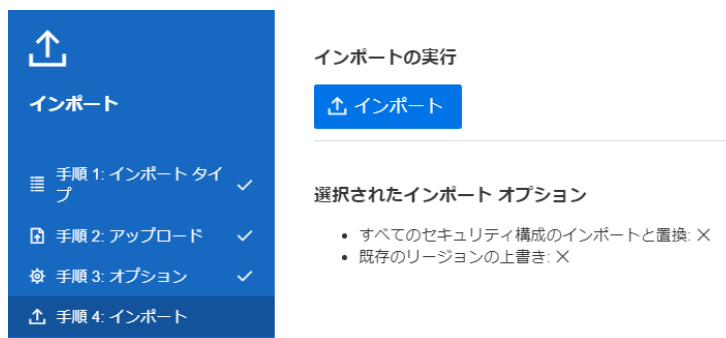 インポート
手順 1: インポート タイ
プ
手順 2: アップロード
手順 3: オプション
手順 4: インポート
インポートの実行
インポート
選択されたインポート オプション
• すべてのセキュリティ構成のインポートと置換: ✕
• 既存のリージョンの上書き: ✕